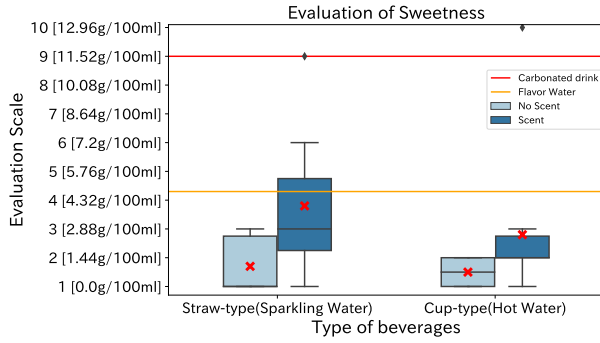 Evaluation of Sweetness
Evaluation Scale
10 [12.96g/100ml]
9 [11.52g/100ml]
8 [10.08g/100ml]
7 [8.64g/100ml]
6 [7.2g/100ml]
5 [5.76g/100ml]
4 [4.32g/100ml]
3 [2.88g/100ml]
2 [1.44g/100ml]
1 [0.0g/100ml]
Carbonated drink
Flavor Water
No Scent
Scent
Straw-type(Sparkling Water)
Cup-type(Hot Water)
Type of beverages